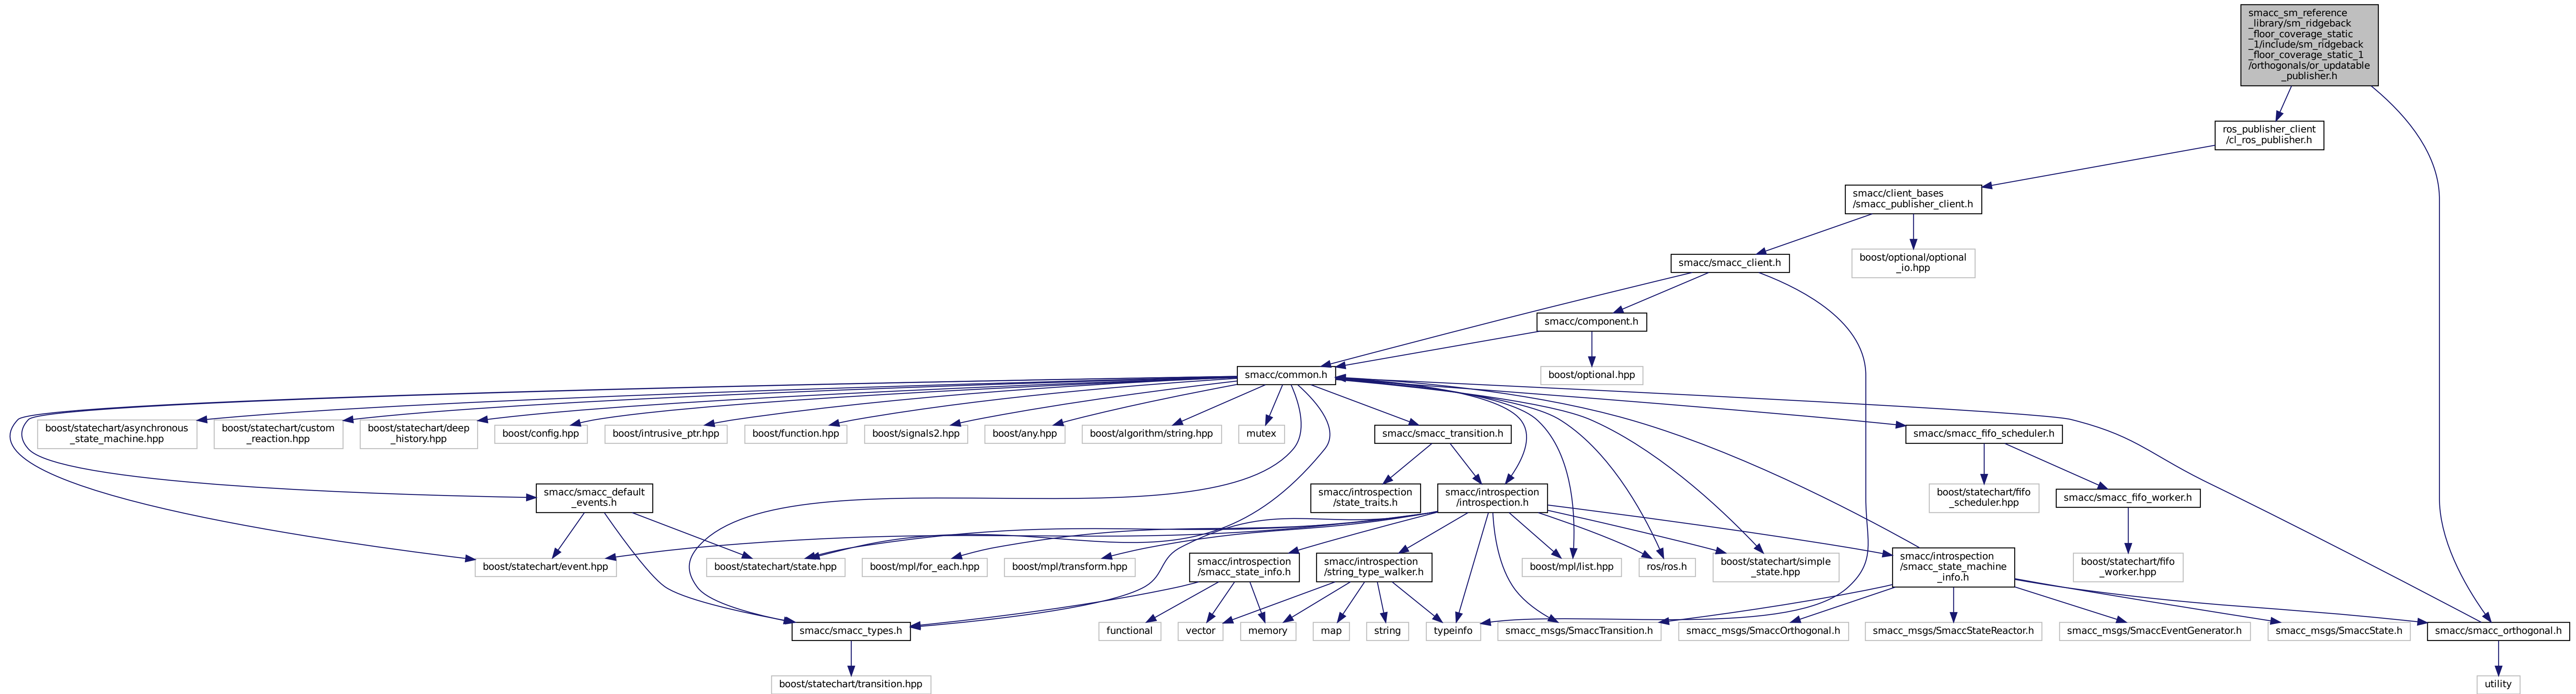 smacc_sm_reference
_library/sm_ridgeback
_floor_coverage_static
_1/include/sm_ridgeback
_floor_coverage_static_1
/orthogonals/or_updatable
_publisher.h
ros_publisher_client
/cl_ros_publisher.h
smacc/client_bases
/smacc_publisher_client.h
smacc/smacc_client.h
boost/optional/optional
_io.hpp
smacc/component.h
smacc/common.h
boost/optional.hpp
boost/statechart/asynchronous
_state_machine.hpp
boost/statechart/custom
_reaction.hpp
boost/statechart/deep
_history.hpp
boost/config.hpp
boost/intrusive_ptr.hpp
boost/function.hpp
boost/signals2.hpp
boost/any.hpp
boost/algorithm/string.hpp
mutex
smacc/smacc_transition.h
smacc/smacc_fifo_scheduler.h
smacc/smacc_default
_events.h
smacc/introspection
/state_traits.h
smacc/introspection
/introspection.h
boost/statechart/fifo
_scheduler.hpp
smacc/smacc_fifo_worker.h
boost/statechart/event.hpp
boost/statechart/state.hpp
boost/mpl/for_each.hpp
boost/mpl/transform.hpp
smacc/introspection
/smacc_state_info.h
smacc/introspection
/string_type_walker.h
boost/mpl/list.hpp
ros/ros.h
boost/statechart/simple
_state.hpp
smacc/introspection
/smacc_state_machine
_info.h
boost/statechart/fifo
_worker.hpp
smacc/smacc_types.h
functional
vector
memory
map
string
typeinfo
smacc_msgs/SmaccTransition.h
smacc_msgs/SmaccOrthogonal.h
smacc_msgs/SmaccStateReactor.h
smacc_msgs/SmaccEventGenerator.h
smacc_msgs/SmaccState.h
smacc/smacc_orthogonal.h
boost/statechart/transition.hpp
utility